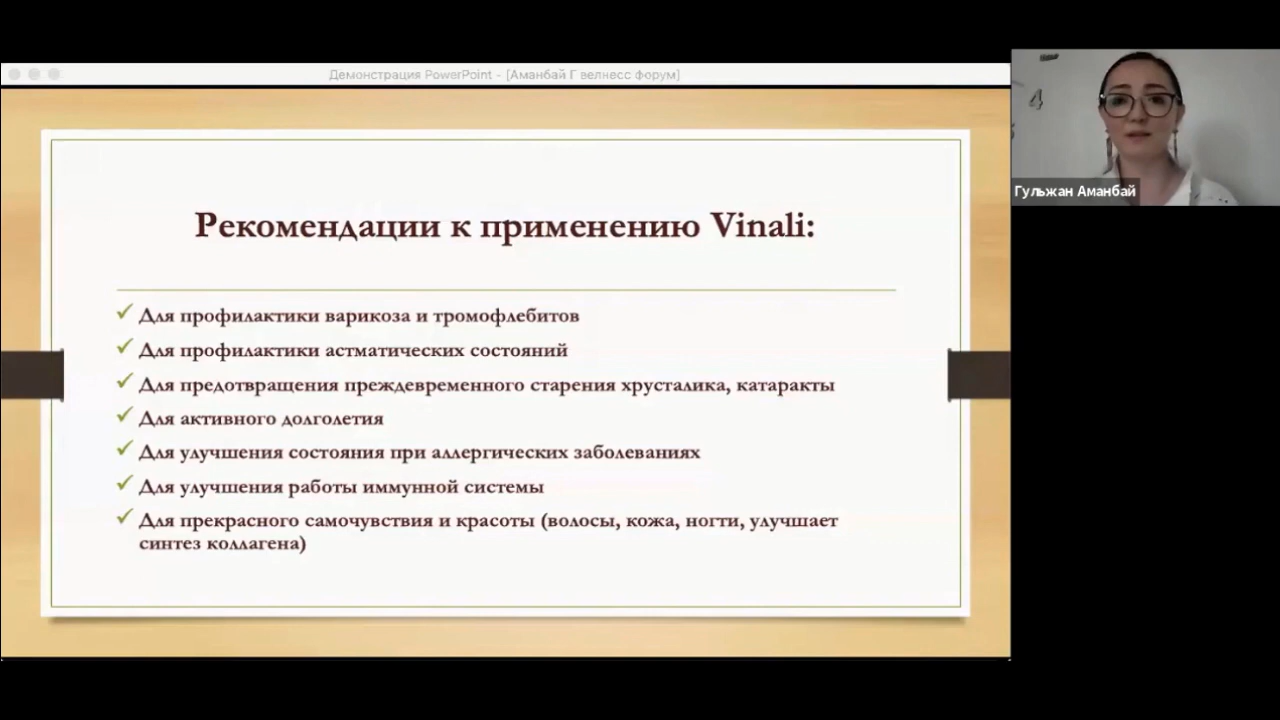 Демонстрация PowerPoint - [Аманбай Г велнесс форум]
4
Гульжан Аманбай
Рекомендации к применению Vinali:
Для профилактики варикоза и тромофлебитов
Для профилактики астматических состояний
Для предотвращения преждевременного старения хрусталика, катаракты
Для активного долголетия
Для улучшения состояния при аллергических заболеваниях
Для улучшения работы иммунной системы
Для прекрасного самочувствия и красоты (волосы, кожа, ногти, улучшает
синтез коллагена)